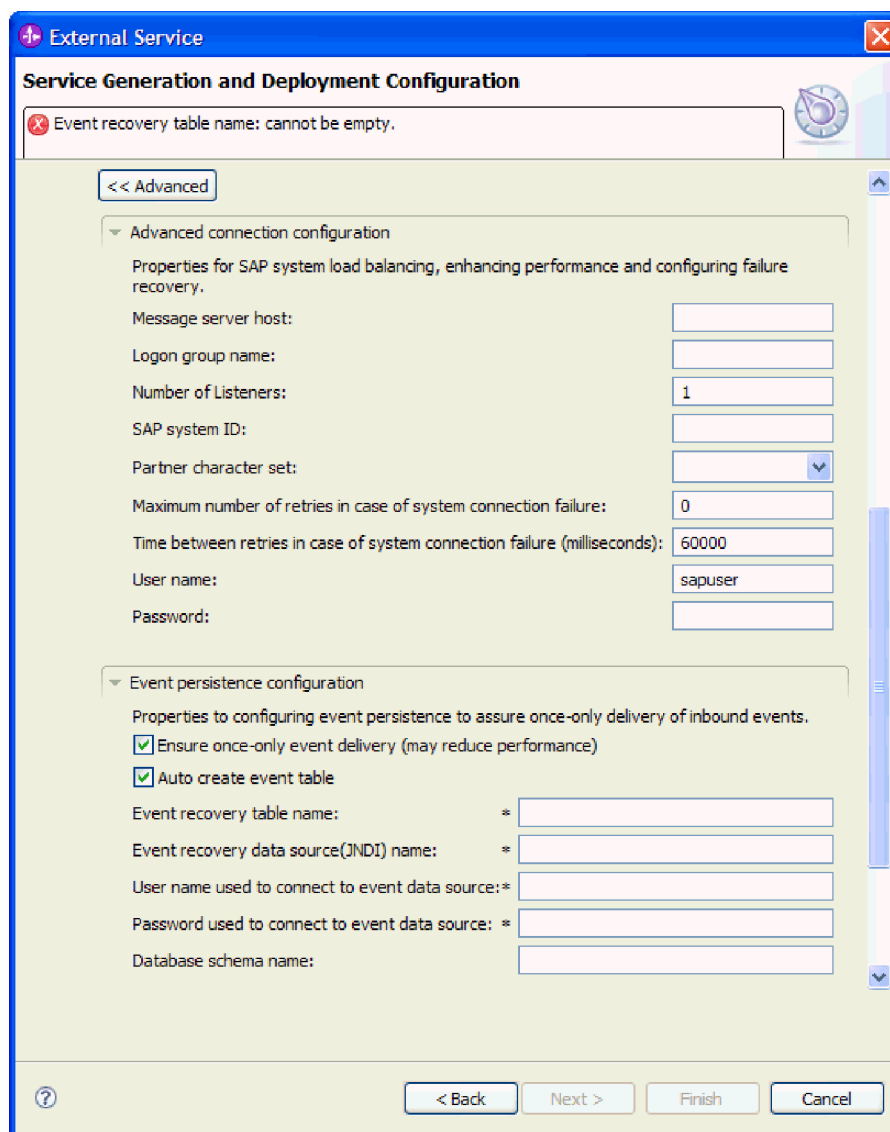 External Service
Service Generation and Deployment Configuration
Event recovery table name: cannot be empty.
<< Advanced
Advanced connection configuration
Properties for SAP system load balancing, enhancing performance and configuring failure
recovery.
Message server host:
Logon group name:
Number of Listeners: 1
SAP system ID:
Partner character set:
Maximum number of retries in case of system connection failure: 0
Time between retries in case of system connection failure (milliseconds): 60000
User name: sapuser
Password:
Event persistence configuration
Properties to configuring event persistence to assure once-only delivery of inbound events.
Ensure once-only event delivery (may reduce performance)
Auto create event table
Event recovery table name: *
Event recovery data source(JNDI) name: *
User name used to connect to event data source:*
Password used to connect to event data source: *
Database schema name:
? < Back Next > Finish Cancel